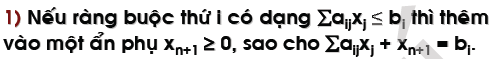 1) Nếu ràng buộc thứ i có dạng ∑aᵢⱼxⱼ ≤ bᵢ thì thêm
vào một ẩn phụ xₙ₊₁ ≥ 0, sao cho ∑aᵢⱼxⱼ + xₙ₊₁ = bᵢ.